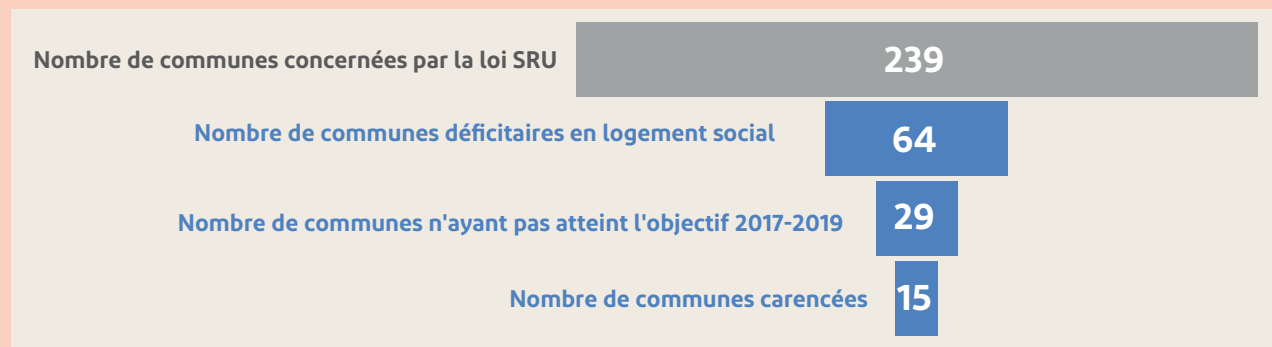 Nombre de communes concernées par la loi SRU 239
Nombre de communes déficitaires en logement social 64
Nombre de communes n'ayant pas atteint l'objectif 2017-2019 29
Nombre de communes carencées 15